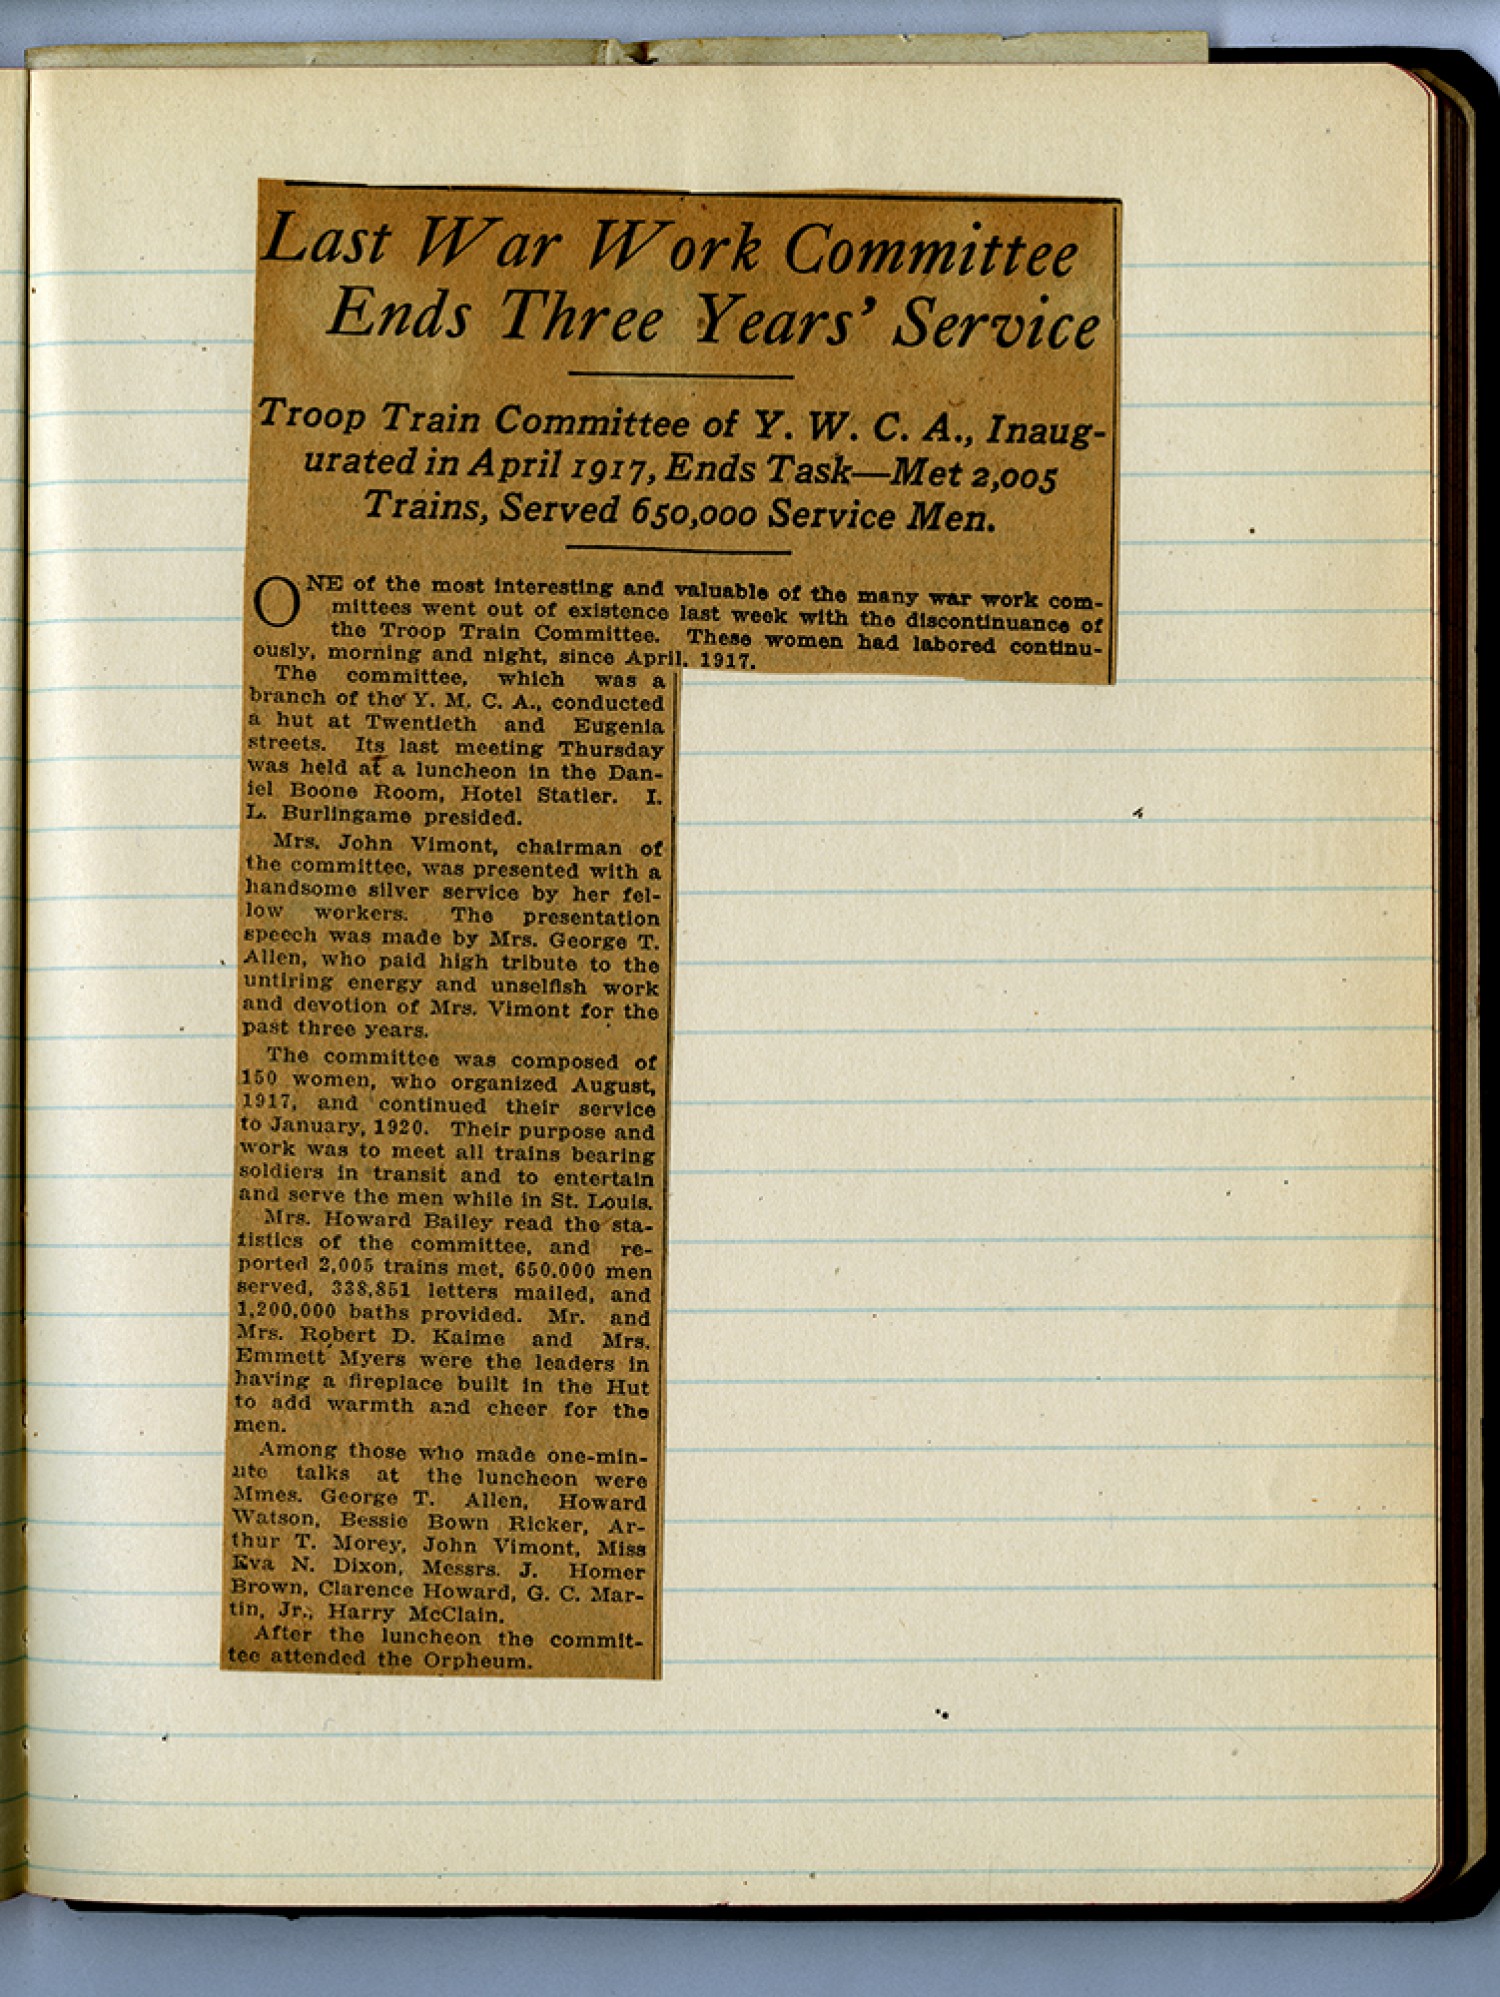 Last War Work Committee
Ends Three Years' Service
Troop Train Committee of Y. W. C. A., Inaug-
urated in April 1917, Ends Task—Met 2,005
Trains, Served 650,000 Service Men.
ONE of the most interesting and valuable of the many war work com-
mittees went out of existence last week with the discontinuance of
the Troop Train Committee. These women had labored continu-
ously, morning and night, since April, 1917.
The committee, which was a
branch of the Y. M. C. A., conducted
a hut at Twentieth and Eugenia
streets. Its last meeting Thursday
was held at a luncheon in the Dan-
iel Boone Room, Hotel Statler. I.
L. Burlingame presided.
Mrs. John Vimont, chairman of
the committee, was presented with a
handsome silver service by her fel-
low workers. The presentation
speech was made by Mrs. George T.
Allen, who paid high tribute to the
untiring energy and unselfish work
and devotion of Mrs. Vimont for the
past three years.
The committee was composed of
150 women, who organized August,
1917, and continued their service
to January, 1920. Their purpose and
work was to meet all trains bearing
soldiers in transit and to entertain
and serve the men while in St. Louis.
Mrs. Howard Bailey read the sta-
tistics of the committee, and re-
ported 2,005 trains met, 650,000 men
served, 338,851 letters mailed, and
1,200,000 baths provided. Mr. and
Mrs. Robert D. Kaime and Mrs.
Emmett Myers were the leaders in
having a fireplace built in the Hut
to add warmth and cheer for the
men.
Among those who made one-min-
ute talks at the luncheon were
Mmes. George T. Allen, Howard
Watson, Bessie Bown Ricker, Ar-
thur T. Morey, John Vimont, Miss
Eva N. Dixon, Messrs. J. Homer
Brown, Clarence Howard, G. C. Mar-
tin, Jr., Harry McClain.
After the luncheon the commit-
tee attended the Orpheum.